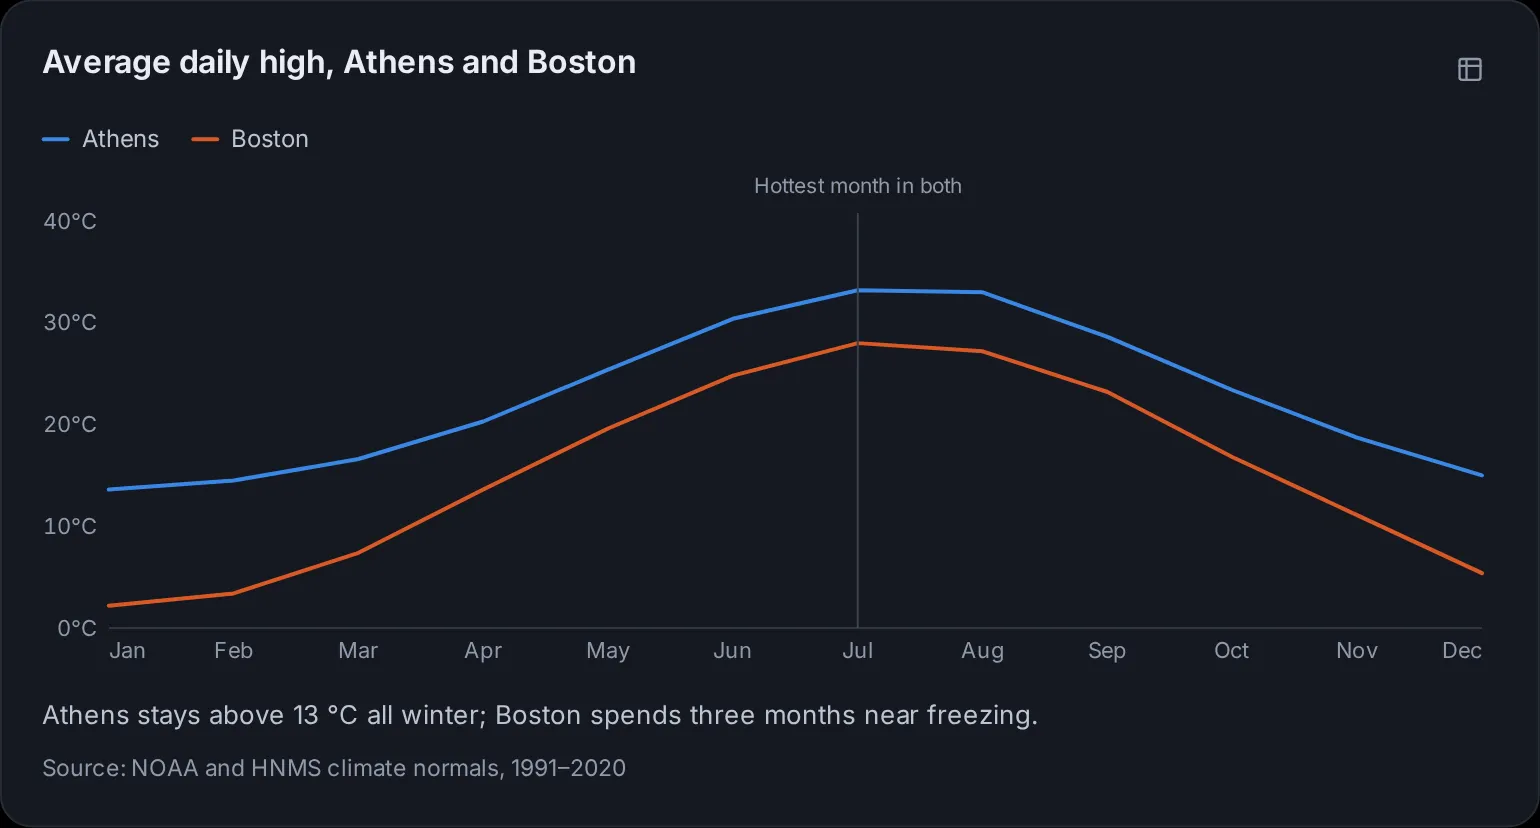 Average daily high, Athens and Boston
Athens
Boston
Hottest month in both
40°C
30°C
20°C
10°C
0°C
Jan
Feb
Mar
Apr
May
Jun
Jul
Aug
Sep
Oct
Nov
Dec
Athens stays above 13 °C all winter; Boston spends three months near freezing.
Source: NOAA and HNMS climate normals, 1991–2020